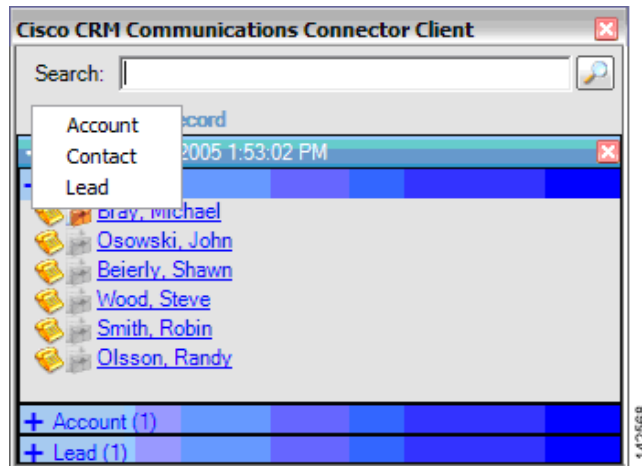 Cisco CRM Communications Connector Client
Search:
Account
Contact
Lead
ecord
2005 1:53:02 PM
Bray, Michael
Osowski, John
Beierly, Shawn
Wood, Steve
Smith, Robin
Olsson, Randy
+ Account (1)
+ Lead (1)